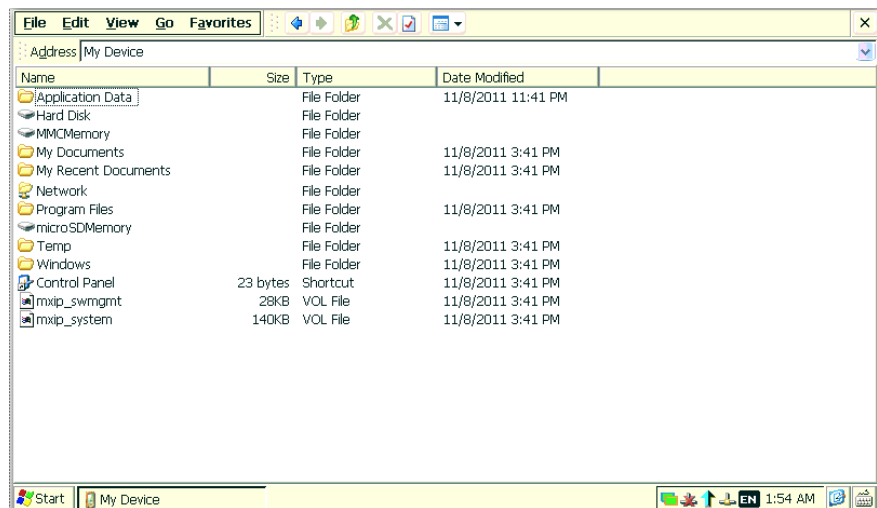 File Edit View Go Favorites
Address My Device
Name Size Type Date Modified
Application Data File Folder 11/8/2011 11:41 PM
Hard Disk File Folder
MMCMemory File Folder
My Documents File Folder 11/8/2011 3:41 PM
My Recent Documents File Folder 11/8/2011 3:41 PM
Network File Folder
Program Files File Folder 11/8/2011 3:41 PM
microSDMemory File Folder
Temp File Folder 11/8/2011 3:41 PM
Windows File Folder 11/8/2011 3:41 PM
Control Panel 23 bytes Shortcut 11/8/2011 3:41 PM
mxip_swmgmt 28KB VOL File 11/8/2011 3:41 PM
mxip_system 140KB VOL File 11/8/2011 3:41 PM
Start My Device EN 1:54 AM